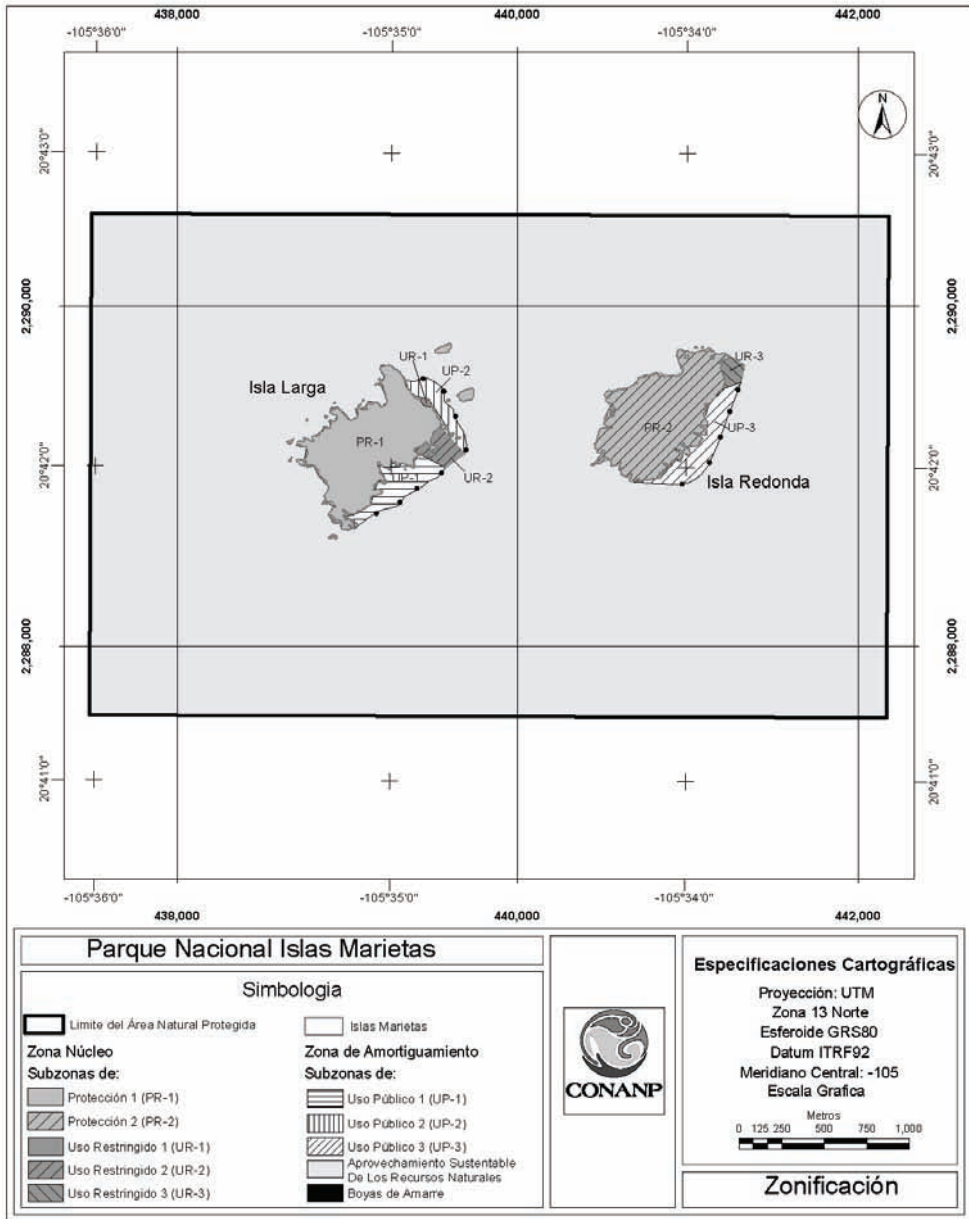 438,000 440,000 442,000
-105°36'0" -105°35'0" -105°34'0"
N
20°43'0" 20°43'0"
2,290,000 2,290,000
UR-1
UP-2
UR-3
Isla Larga
PR-1
PR-2
UP-3
20°42'0" 20°42'0"
UP-1
UR-2
Isla Redonda
2,288,000 2,288,000
20°41'0" 20°41'0"
-105°36'0" -105°35'0" -105°34'0"
438,000 440,000 442,000
Parque Nacional Islas Marietas
Simbologia
Limite del Área Natural Protegida
Zona Núcleo
Subzonas de:
Protección 1 (PR-1)
Protección 2 (PR-2)
Uso Restringido 1 (UR-1)
Uso Restringido 2 (UR-2)
Uso Restringido 3 (UR-3)
Islas Marietas
Zona de Amortiguamiento
Subzonas de:
Uso Público 1 (UP-1)
Uso Público 2 (UP-2)
Uso Público 3 (UP-3)
Aprovechamiento Sustentable
De Los Recursos Naturales
Boyas de Amarre
CONANP
Especificaciones Cartográficas
Proyección: UTM
Zona 13 Norte
Esferoide GRS80
Datum ITRF92
Meridiano Central: -105
Escala Grafica
Metros
0 125 250 500 750 1,000
Zonificación